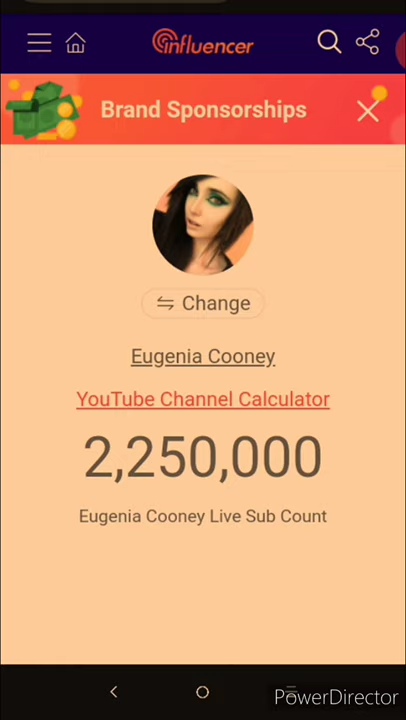 influencer
Brand Sponsorships
Change
Eugenia Cooney
YouTube Channel Calculator
2,250,000
Eugenia Cooney Live Sub Count
PowerDirector